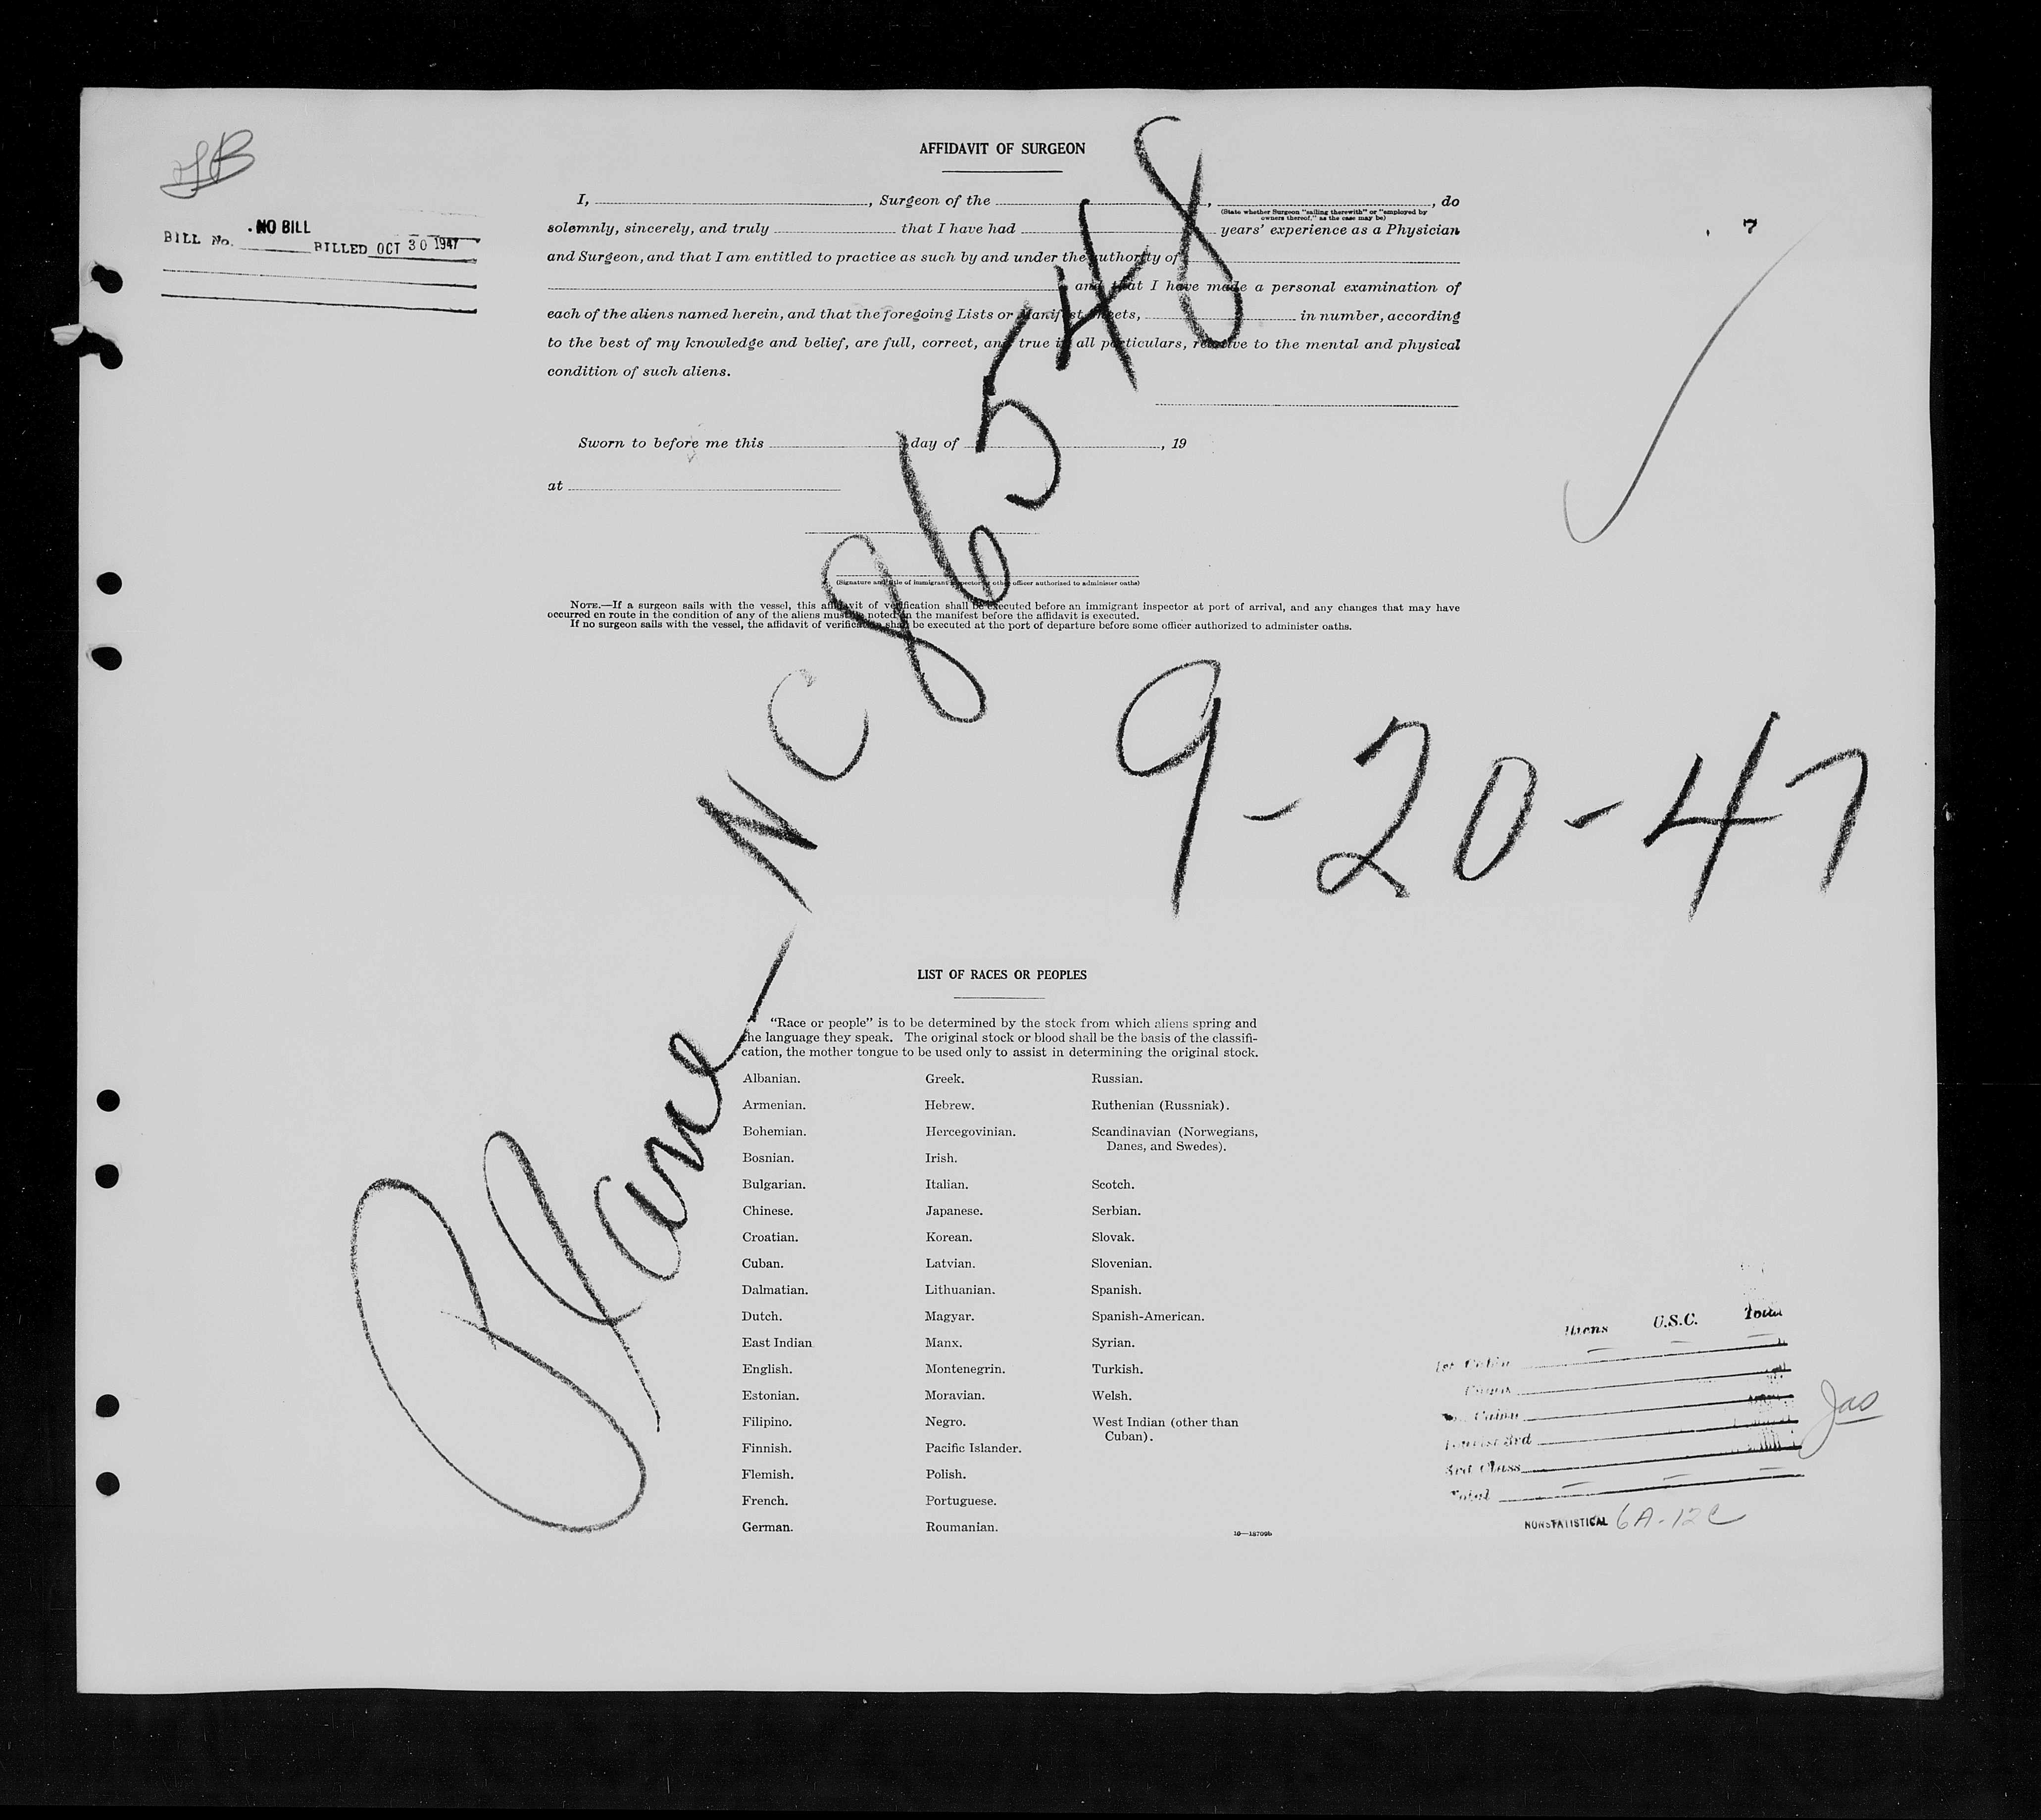 AFFIDAVIT OF SURGEON
I, , Surgeon of the , , do
(State whether Surgeon "sailing therewith" or "employed by
owners thereof," as the case may be)
solemnly, sincerely, and truly that I have had years' experience as a Physician
and Surgeon, and that I am entitled to practice as such by and under the authority of
and that I have made a personal examination of
each of the aliens named herein, and that the foregoing Lists or Manifest Sheets, in number, according
to the best of my knowledge and belief, are full, correct, and true in all particulars, relative to the mental and physical
condition of such aliens.
Sworn to before me this day of , 19
at
(Signature and title of immigrant inspector or other officer authorized to administer oaths)
NOTE.—If a surgeon sails with the vessel, this affidavit of verification shall be executed before an immigrant inspector at port of arrival, and any changes that may have
occurred en route in the condition of any of the aliens must be noted on the manifest before the affidavit is executed.
If no surgeon sails with the vessel, the affidavit of verification shall be executed at the port of departure before some officer authorized to administer oaths.
NO BILL
BILL No. BILLED OCT 30 1947
7
Plane NC 86548
9-20-47
LIST OF RACES OR PEOPLES
"Race or people" is to be determined by the stock from which aliens spring and
the language they speak. The original stock or blood shall be the basis of the classifi-
cation, the mother tongue to be used only to assist in determining the original stock.
Albanian.
Armenian.
Bohemian.
Bosnian.
Bulgarian.
Chinese.
Croatian.
Cuban.
Dalmatian.
Dutch.
East Indian
English.
Estonian.
Filipino.
Finnish.
Flemish.
French.
German.
Greek.
Hebrew.
Hercegovinian.
Irish.
Italian.
Japanese.
Korean.
Latvian.
Lithuanian.
Magyar.
Manx.
Montenegrin.
Moravian.
Negro.
Pacific Islander.
Polish.
Portuguese.
Roumanian.
Russian.
Ruthenian (Russniak).
Scandinavian (Norwegians,
Danes, and Swedes).
Scotch.
Serbian.
Slovak.
Slovenian.
Spanish.
Spanish-American.
Syrian.
Turkish.
Welsh.
West Indian (other than
Cuban).
U.S.C. Total
1st Cabin
Cabin
3rd Class
Total
NONSTATISTICAL 6A-12C